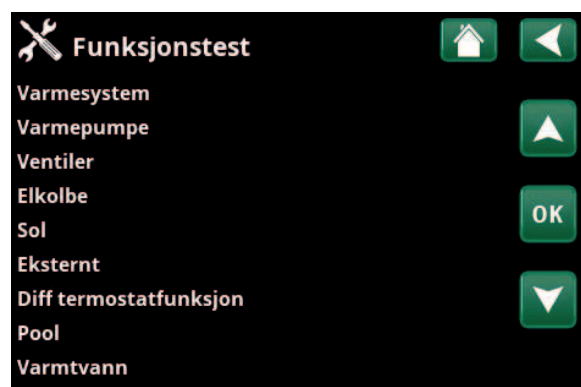 Funksjonstest
Varmesystem
Varmepumpe
Ventiler
Elkolbe
Sol
Eksternt
Diff termostatfunksjon
Pool
Varmtvann
OK